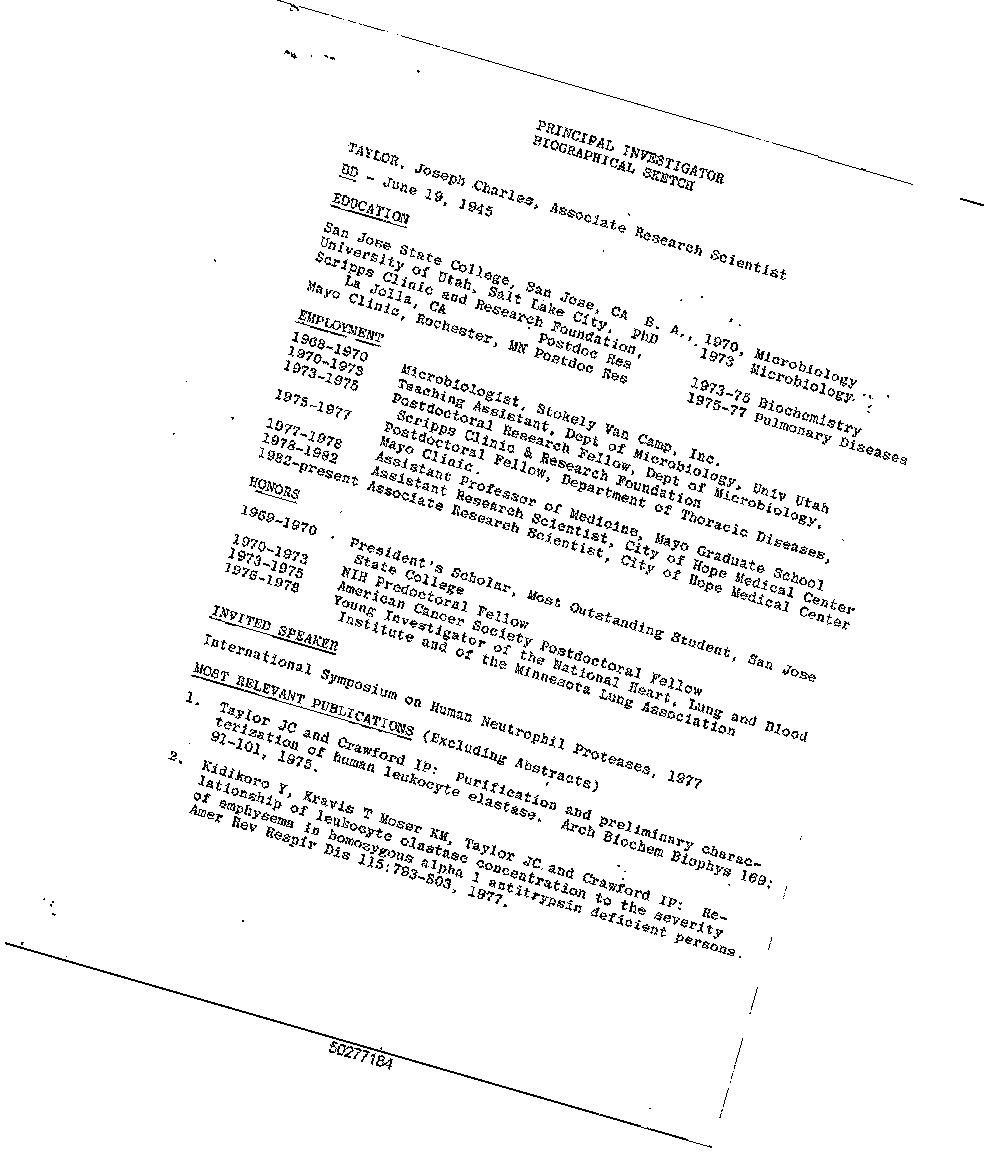 PRINCIPAL INVESTIGATOR
BIOGRAPHICAL SKETCH
TAYLOR, Joseph Charles, Associate Research Scientist
BD - June 19, 1945
EDUCATION
San Jose State College, San Jose, CA B. A., 1970, Microbiology
University of Utah, Salt Lake City, PhD 1973 Microbiology
Scripps Clinic and Research Foundation,
La Jolla, CA Postdoc Res 1973-75 Biochemistry
Mayo Clinic, Rochester, MN Postdoc Res 1975-77 Pulmonary Diseases
EMPLOYMENT
1969-1970 Microbiologist, Stokely Van Camp, Inc.
1970-1973 Teaching Assistant, Dept of Microbiology, Univ Utah
1973-1975 Postdoctoral Research Fellow, Dept of Microbiology,
Scripps Clinic & Research Foundation
1975-1977 Postdoctoral Fellow, Department of Thoracic Diseases,
Mayo Clinic.
1977-1978 Assistant Professor of Medicine, Mayo Graduate School
1978-1982 Assistant Research Scientist, City of Hope Medical Center
1982-present Associate Research Scientist, City of Hope Medical Center
HONORS
1969-1970 President's Scholar, Most Outstanding Student, San Jose
State College
1970-1973 NIH Predoctoral Fellow
1973-1975 American Cancer Society Postdoctoral Fellow
1976-1978 Young Investigator of the National Heart, Lung and Blood
Institute and of the Minnesota Lung Association
INVITED SPEAKER
International Symposium on Human Neutrophil Proteases, 1977
MOST RELEVANT PUBLICATIONS (Excluding Abstracts)
1. Taylor JC and Crawford IP: Purification and preliminary charac-
terization of human leukocyte elastase. Arch Biochem Biophys 169:
91-101, 1975.
2. Kidikoro Y, Kravis T Moser KM, Taylor JC and Crawford IP: Re-
lationship of leukocyte elastase concentration to the severity
of emphysema in homozygous alpha 1 antitrypsin deficient persons.
Amer Rev Respir Dis 115:793-803, 1977.
50277184